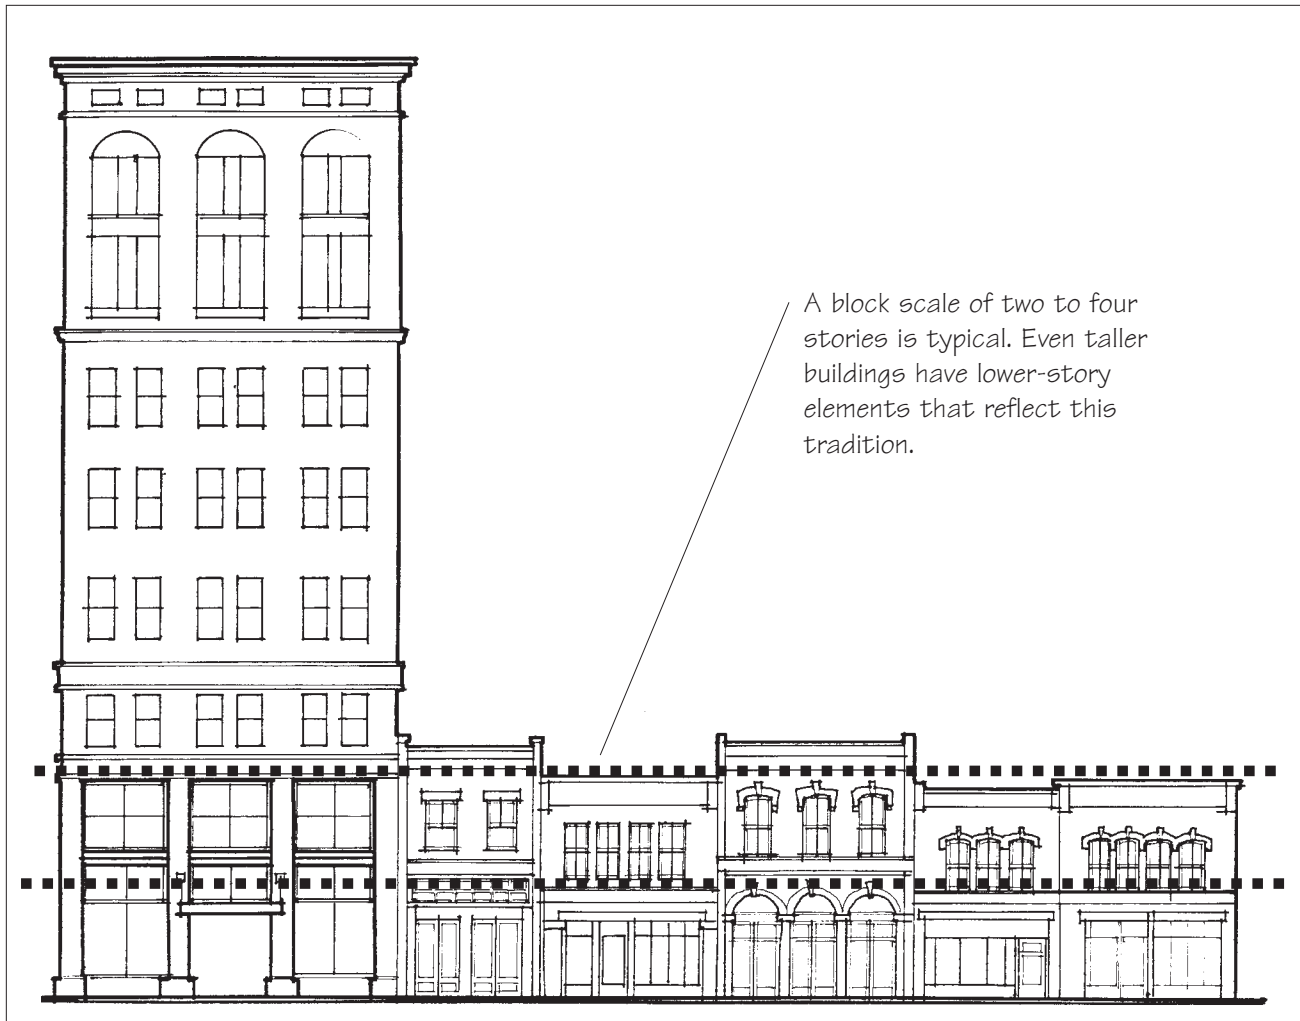 A block scale of two to four
stories is typical. Even taller
buildings have lower-story
elements that reflect this
tradition.